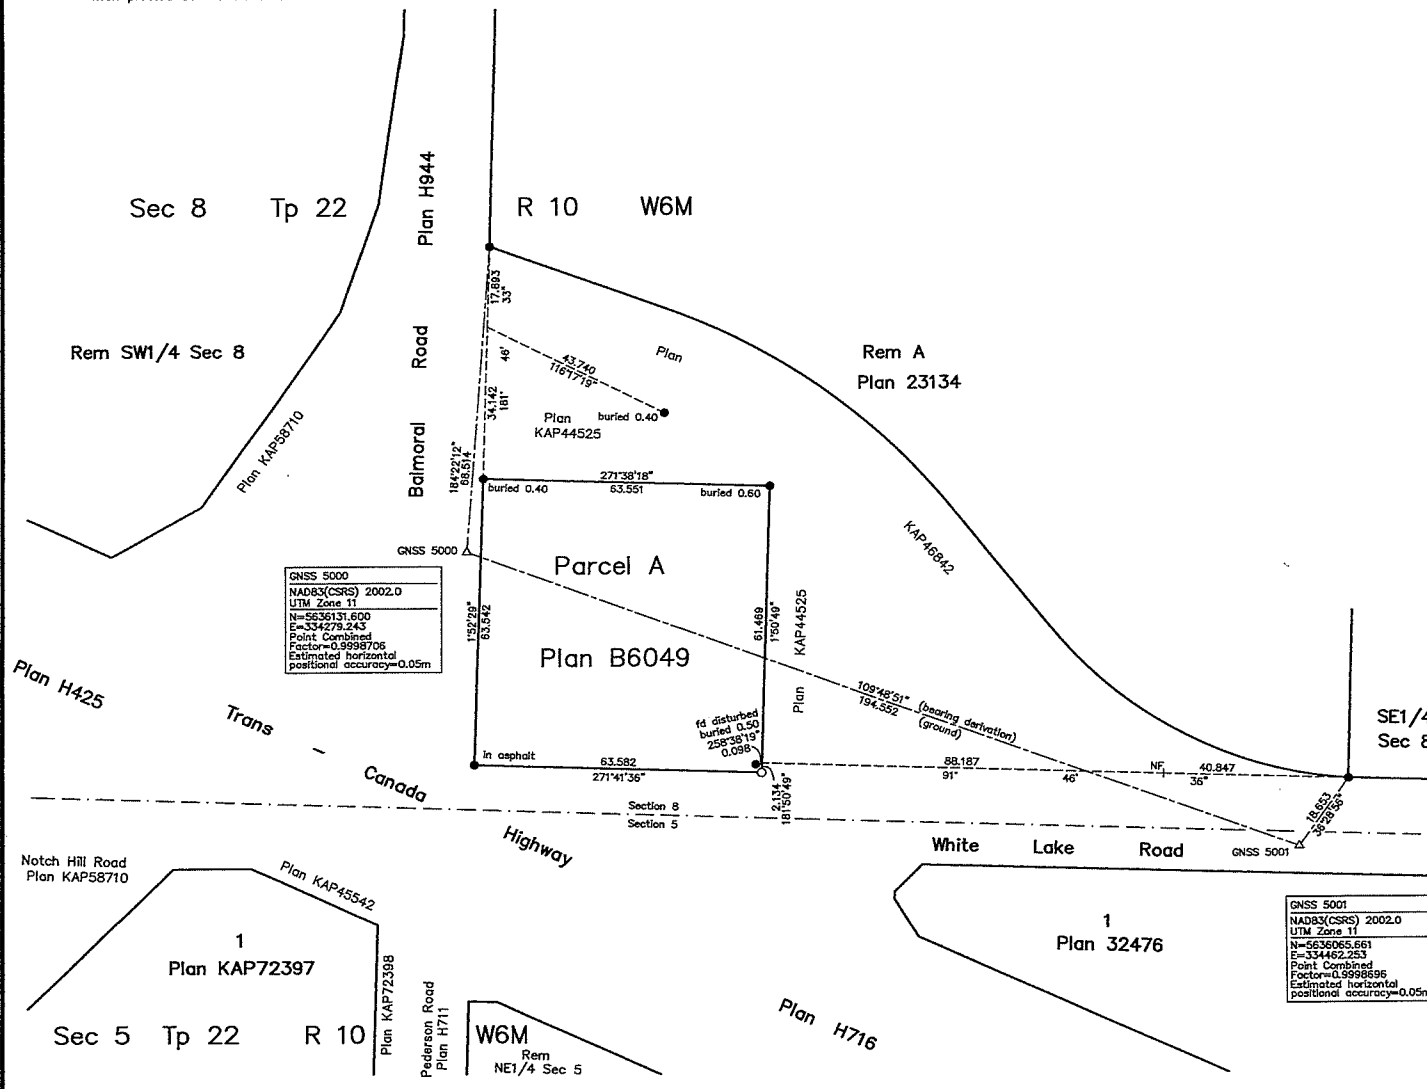 Sec 8 Tp 22 R 10 W6M
Plan H944
Rem SW1/4 Sec 8
Plan KAP58710
Balmoral Road
17.893
33"
46'
34.142
181°
43.740
116°17'19"
Plan
Plan
KAP44525
buried 0.40
Rem A
Plan 23134
KAP46842
184°22'12"
68.514
271°38'18"
63.551
buried 0.40
buried 0.60
GNSS 5000
GNSS 5000
NAD83(CSRS) 2002.0
UTM Zone 11
N=5636131.600
E=334279.243
Point Combined
Factor=0.9998706
Estimated horizontal
positional accuracy=0.05m
Parcel A
Plan B6049
1°52'29"
63.542
61.469
1°50'49"
Plan KAP44525
109°48'51" (bearing derivation)
194.552 (ground)
fd disturbed
buried 0.50
258°38'19"
0.098
in asphalt
63.582
271°41'36"
88.187
91° 46' 36"
NF
40.847
2.134
181°50'49"
18.653
36°28'56"
SE1/4
Sec 8
Plan H425
Trans - Canada Highway
Section 8
Section 5
White Lake Road
GNSS 5001
GNSS 5001
NAD83(CSRS) 2002.0
UTM Zone 11
N=5636065.661
E=334462.253
Point Combined
Factor=0.9998696
Estimated horizontal
positional accuracy=0.05m
Notch Hill Road
Plan KAP58710
Plan KAP45542
1
Plan KAP72397
Plan KAP72398
1
Plan 32476
Sec 5 Tp 22 R 10 W6M
Pederson Road
Plan H711
Rem
NE1/4 Sec 5
Plan H716